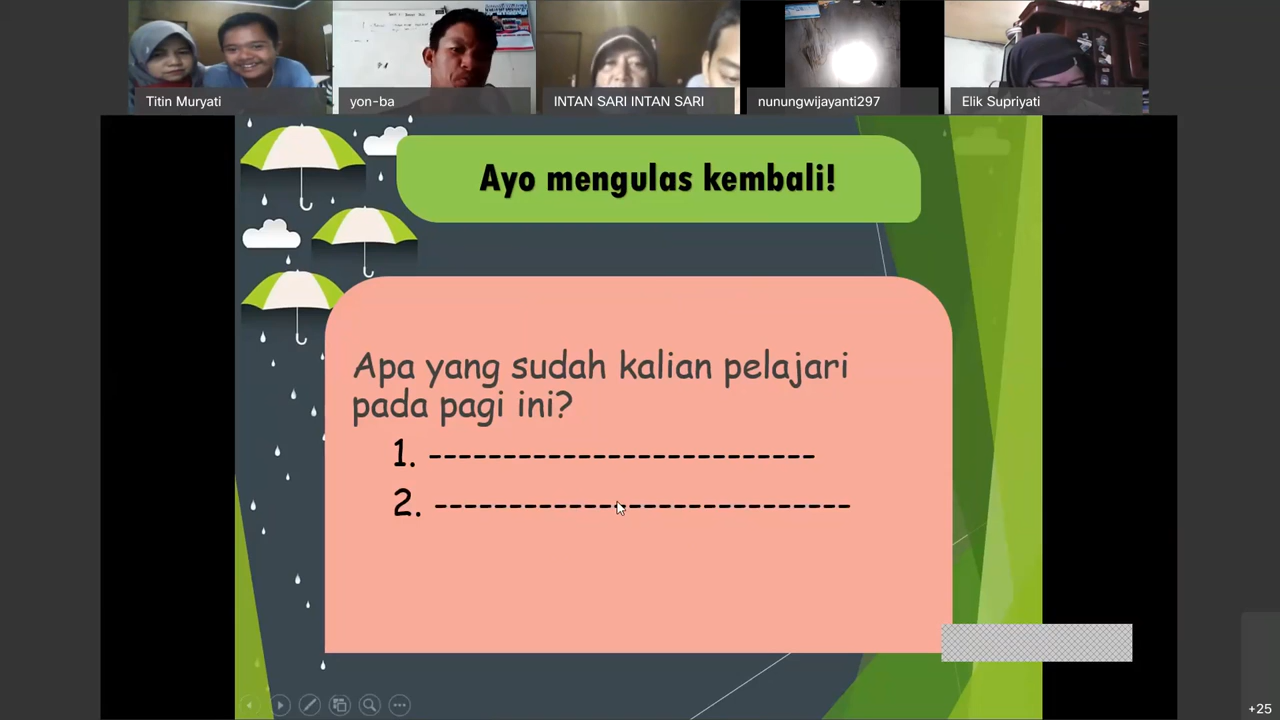 Titin Muryati
yon-ba
INTAN SARI INTAN SARI
nunungwijayanti297
Elik Supriyati
Ayo mengulas kembali!
Apa yang sudah kalian pelajari
pada pagi ini?
1. --------------------------
2. ----------------------------
+25